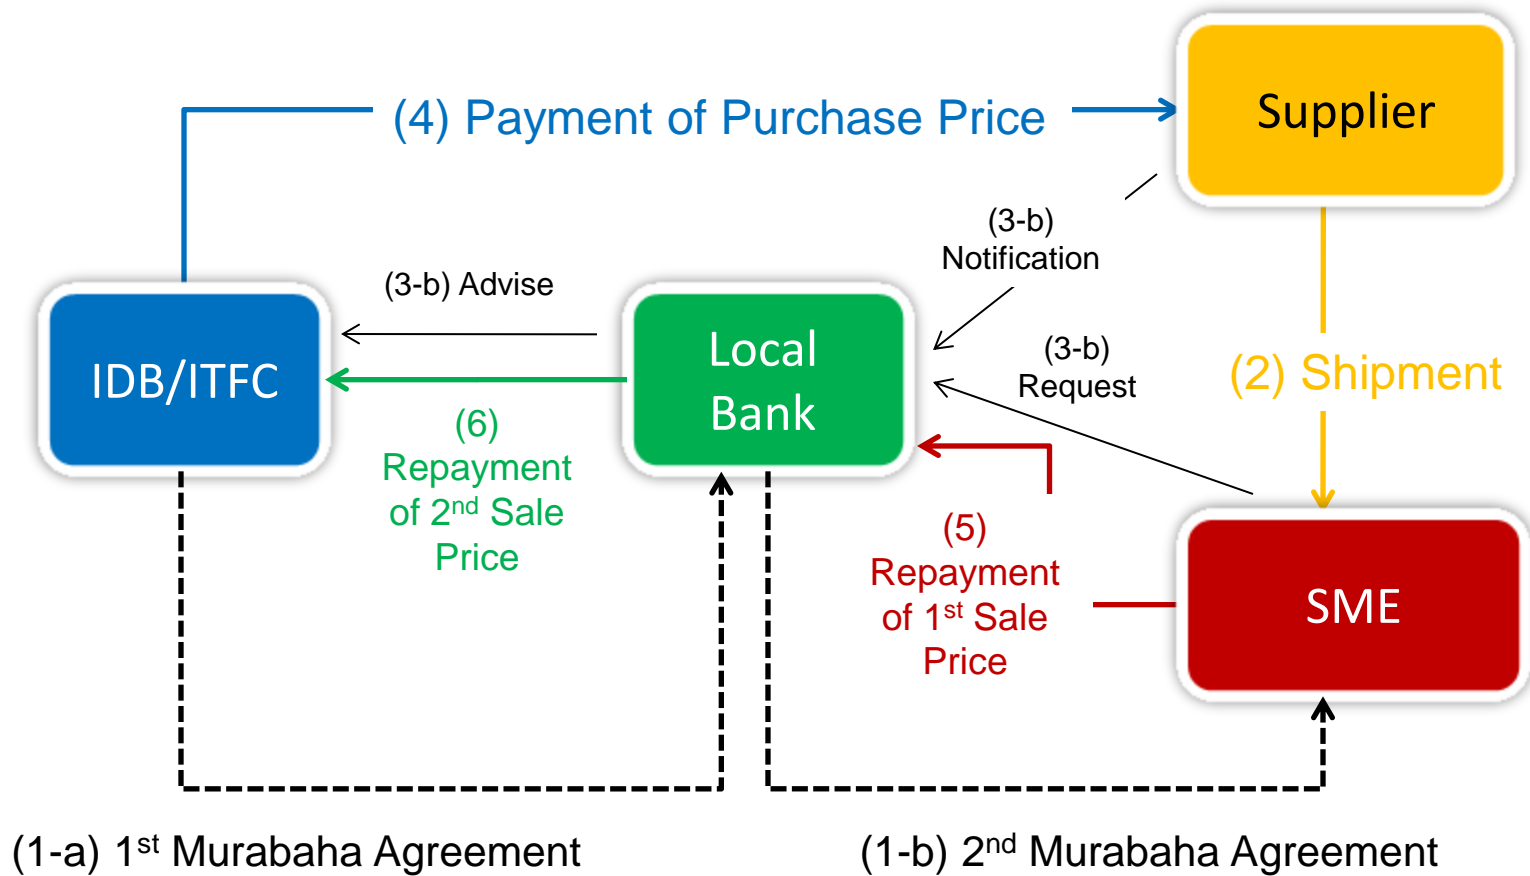 (4) Payment of Purchase Price
Supplier
(3-b)
Notification
(3-b) Advise
IDB/ITFC
Local
Bank
(3-b)
Request
(2) Shipment
(6)
Repayment
of 2nd Sale
Price
(5)
Repayment
of 1st Sale
Price
SME
(1-a) 1st Murabaha Agreement
(1-b) 2nd Murabaha Agreement